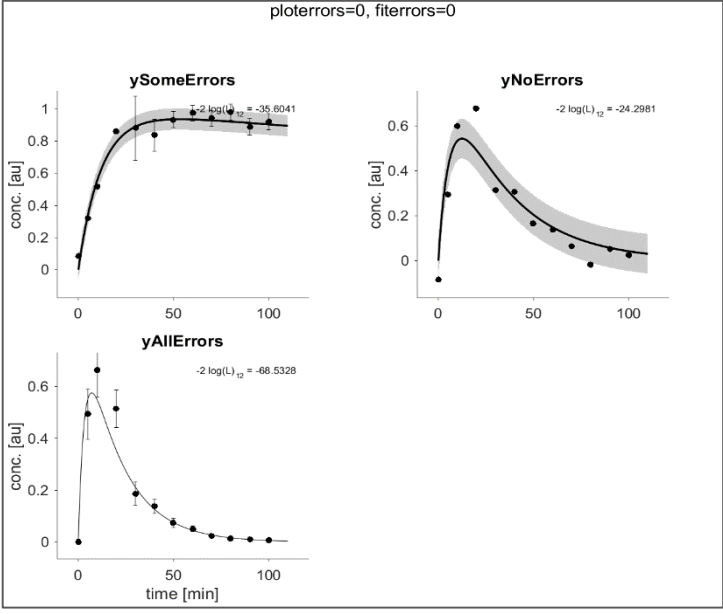 ploterrors=0, fiterrors=0
ySomeErrors
-2 log(L)12 = -35.6041
1
0.8
0.6
0.4
0.2
0
conc. [au]
0 50 100
yNoErrors
-2 log(L)12 = -24.2981
0.6
0.4
0.2
0
conc. [au]
0 50 100
yAllErrors
-2 log(L)12 = -68.5328
0.6
0.4
0.2
0
conc. [au]
0 50 100
time [min]